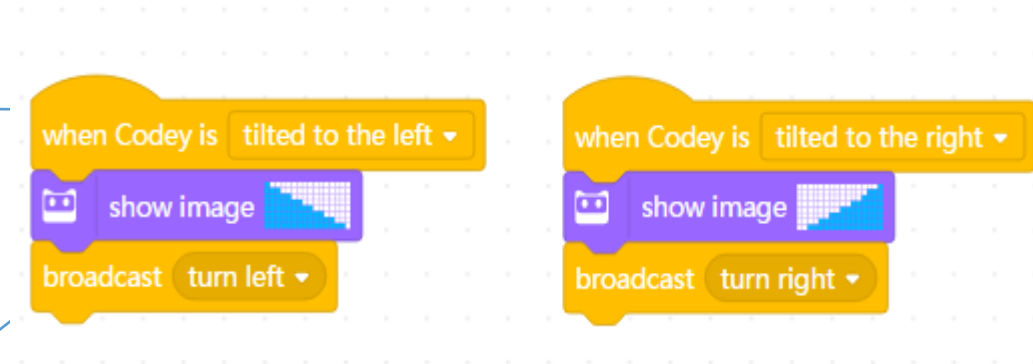 when Codey is tilted to the left
show image
broadcast turn left
when Codey is tilted to the right
show image
broadcast turn right